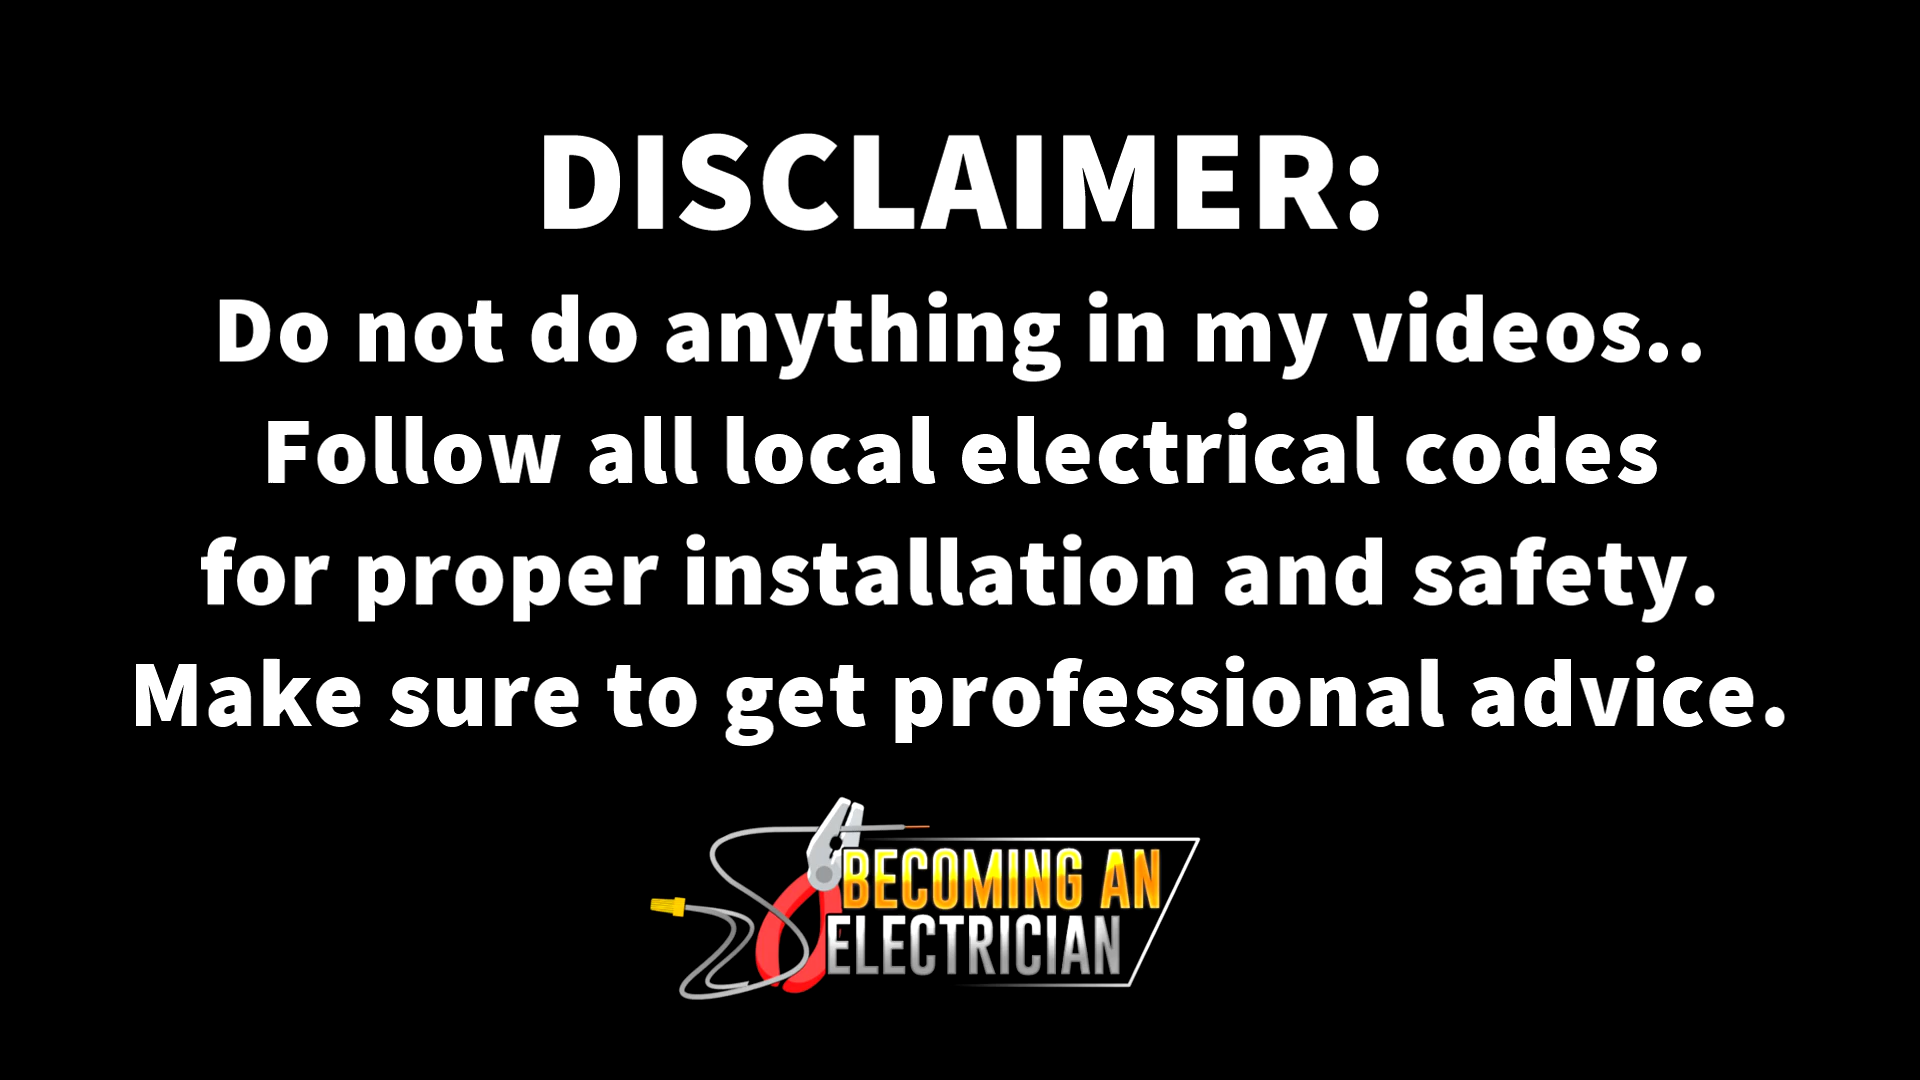 DISCLAIMER:
Do not do anything in my videos..
Follow all local electrical codes
for proper installation and safety.
Make sure to get professional advice.
BECOMING AN
ELECTRICIAN